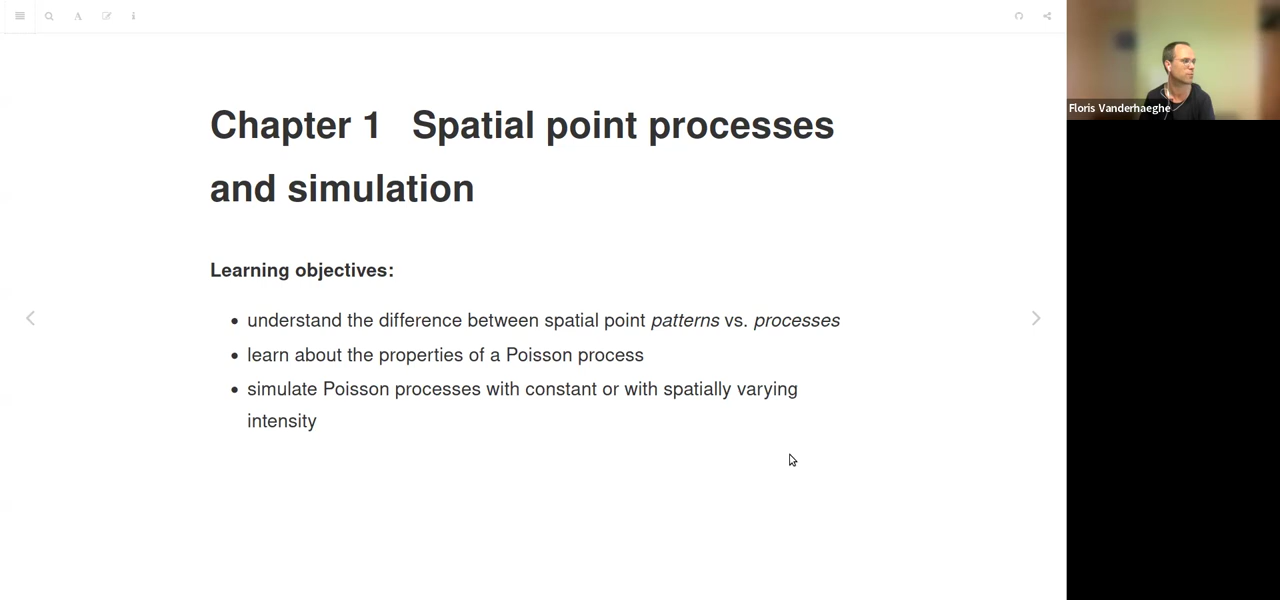 Chapter 1 Spatial point processes
and simulation
Learning objectives:
• understand the difference between spatial point patterns vs. processes
• learn about the properties of a Poisson process
• simulate Poisson processes with constant or with spatially varying
intensity
Floris Vanderhaeghe